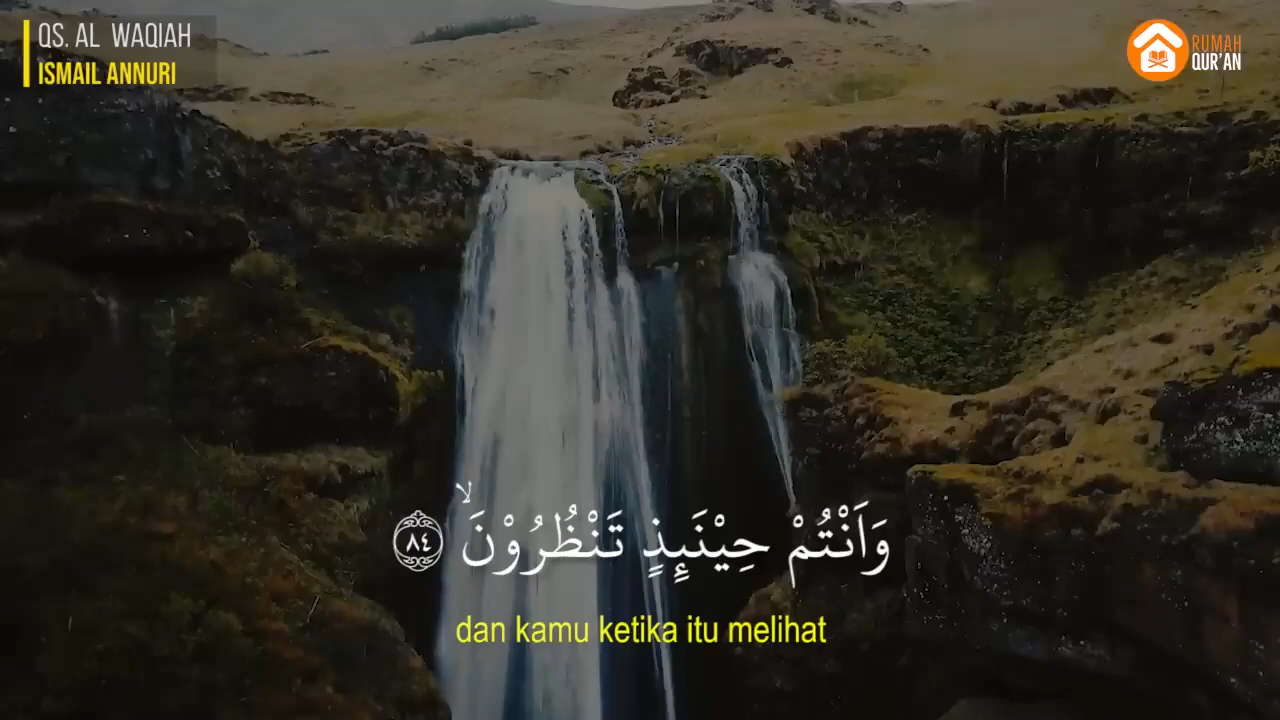 QS. AL WAQIAH
ISMAIL ANNURI
RUMAH
QUR'AN
وَاَنْتُمْ حِيْنَىِٕذٍ تَنْظُرُوْنَۙ ٨٤
dan kamu ketika itu melihat